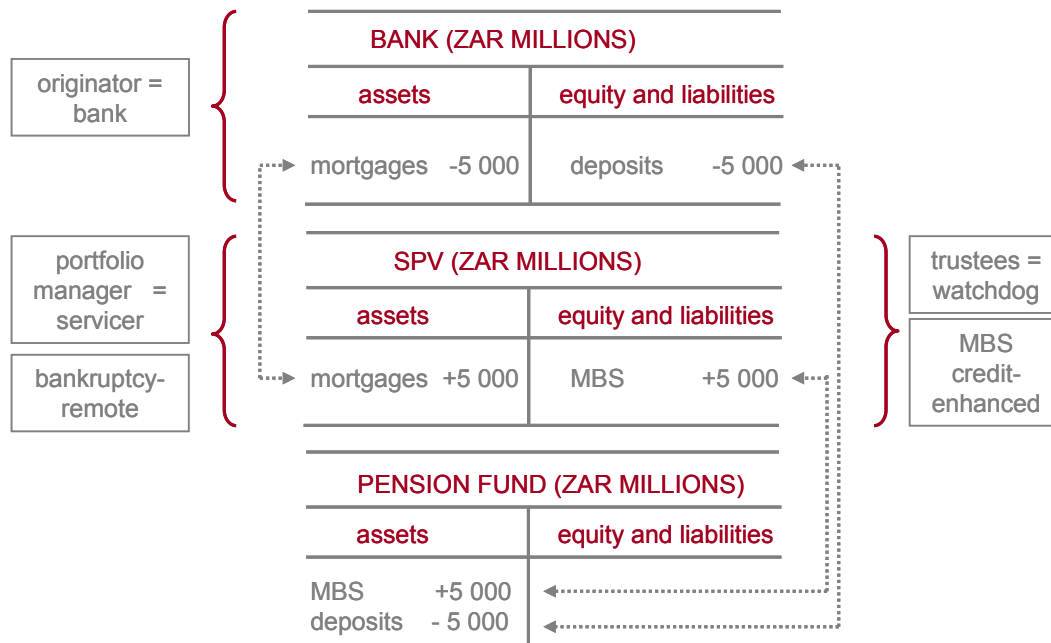 BANK (ZAR MILLIONS)
originator =
bank
assets equity and liabilities
mortgages -5 000 deposits -5 000
portfolio
manager =
servicer
bankruptcy-
remote
SPV (ZAR MILLIONS)
assets equity and liabilities
mortgages +5 000 MBS +5 000
trustees =
watchdog
MBS
credit-
enhanced
PENSION FUND (ZAR MILLIONS)
assets equity and liabilities
MBS +5 000
deposits - 5 000